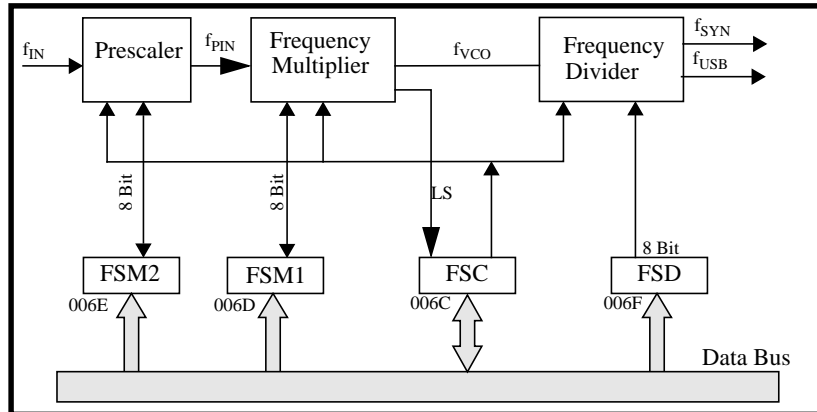 f_IN
Prescaler
f_PIN
Frequency
Multiplier
f_VCO
Frequency
Divider
f_SYN
f_USB
8 Bit
8 Bit
LS
8 Bit
FSM2
FSM1
FSC
FSD
006E
006D
006C
006F
Data Bus